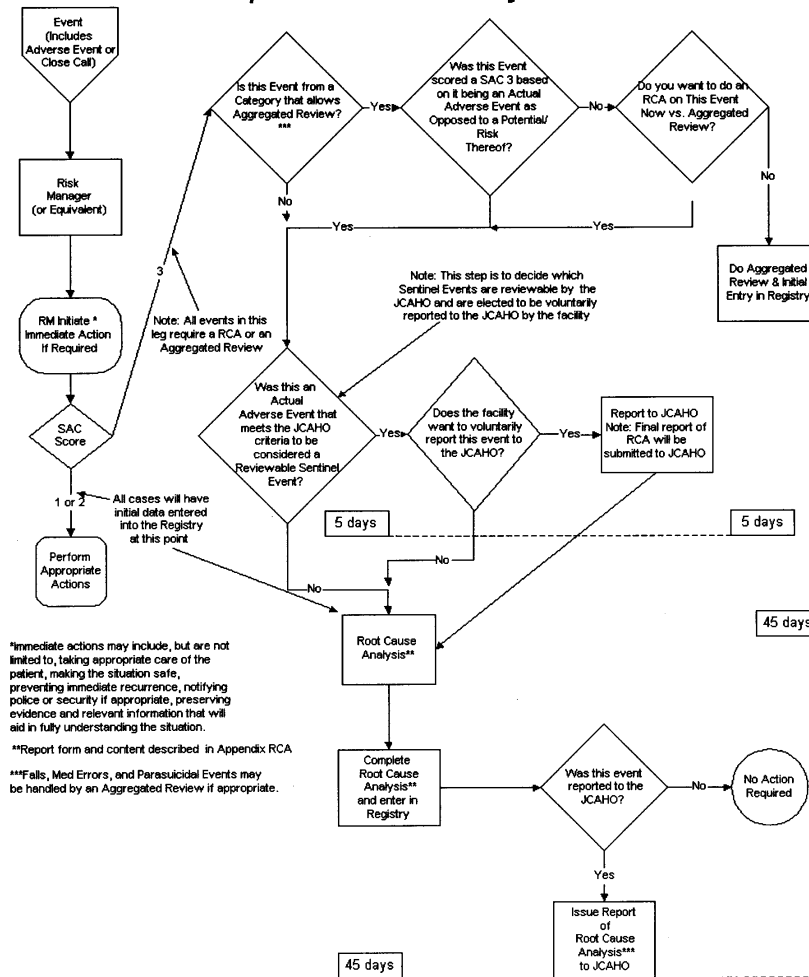 Event
(Includes
Adverse Event or
Close Call)
Risk
Manager
(or Equivalent)
RM Initiate *
Immediate Action
If Required
SAC
Score
1 or 2
Perform
Appropriate
Actions
3
Note: All events in this
leg require a RCA or an
Aggregated Review
All cases will have
initial data entered
into the Registry
at this point
Is this Event from a
Category that allows
Aggregated Review?
***
Yes
No
Was this Event
scored a SAC 3 based
on it being an Actual
Adverse Event as
Opposed to a Potential/
Risk
Thereof?
No
Yes
Do you want to do an
RCA on This Event
Now vs. Aggregated
Review?
No
Yes
Do Aggregated
Review & Initial
Entry in Registry
Note: This step is to decide which
Sentinel Events are reviewable by the
JCAHO and are elected to be voluntarily
reported to the JCAHO by the facility
Was this an
Actual
Adverse Event that
meets the JCAHO
criteria to be
considered a
Reviewable Sentinel
Event?
Yes
No
Does the facility
want to voluntarily
report this event to
the JCAHO?
Yes
No
Report to JCAHO
Note: Final report of
RCA will be
submitted to JCAHO
5 days
5 days
45 days
Root Cause
Analysis**
Complete
Root Cause
Analysis**
and enter in
Registry
Was this event
reported to the
JCAHO?
No
No Action
Required
Yes
Issue Report
of
Root Cause
Analysis***
to JCAHO
45 days
*Immediate actions may include, but are not
limited to, taking appropriate care of the
patient, making the situation safe,
preventing immediate recurrence, notifying
police or security if appropriate, preserving
evidence and relevant information that will
aid in fully understanding the situation.
**Report form and content described in Appendix RCA
***Falls, Med Errors, and Parasuicidal Events may
be handled by an Aggregated Review if appropriate.